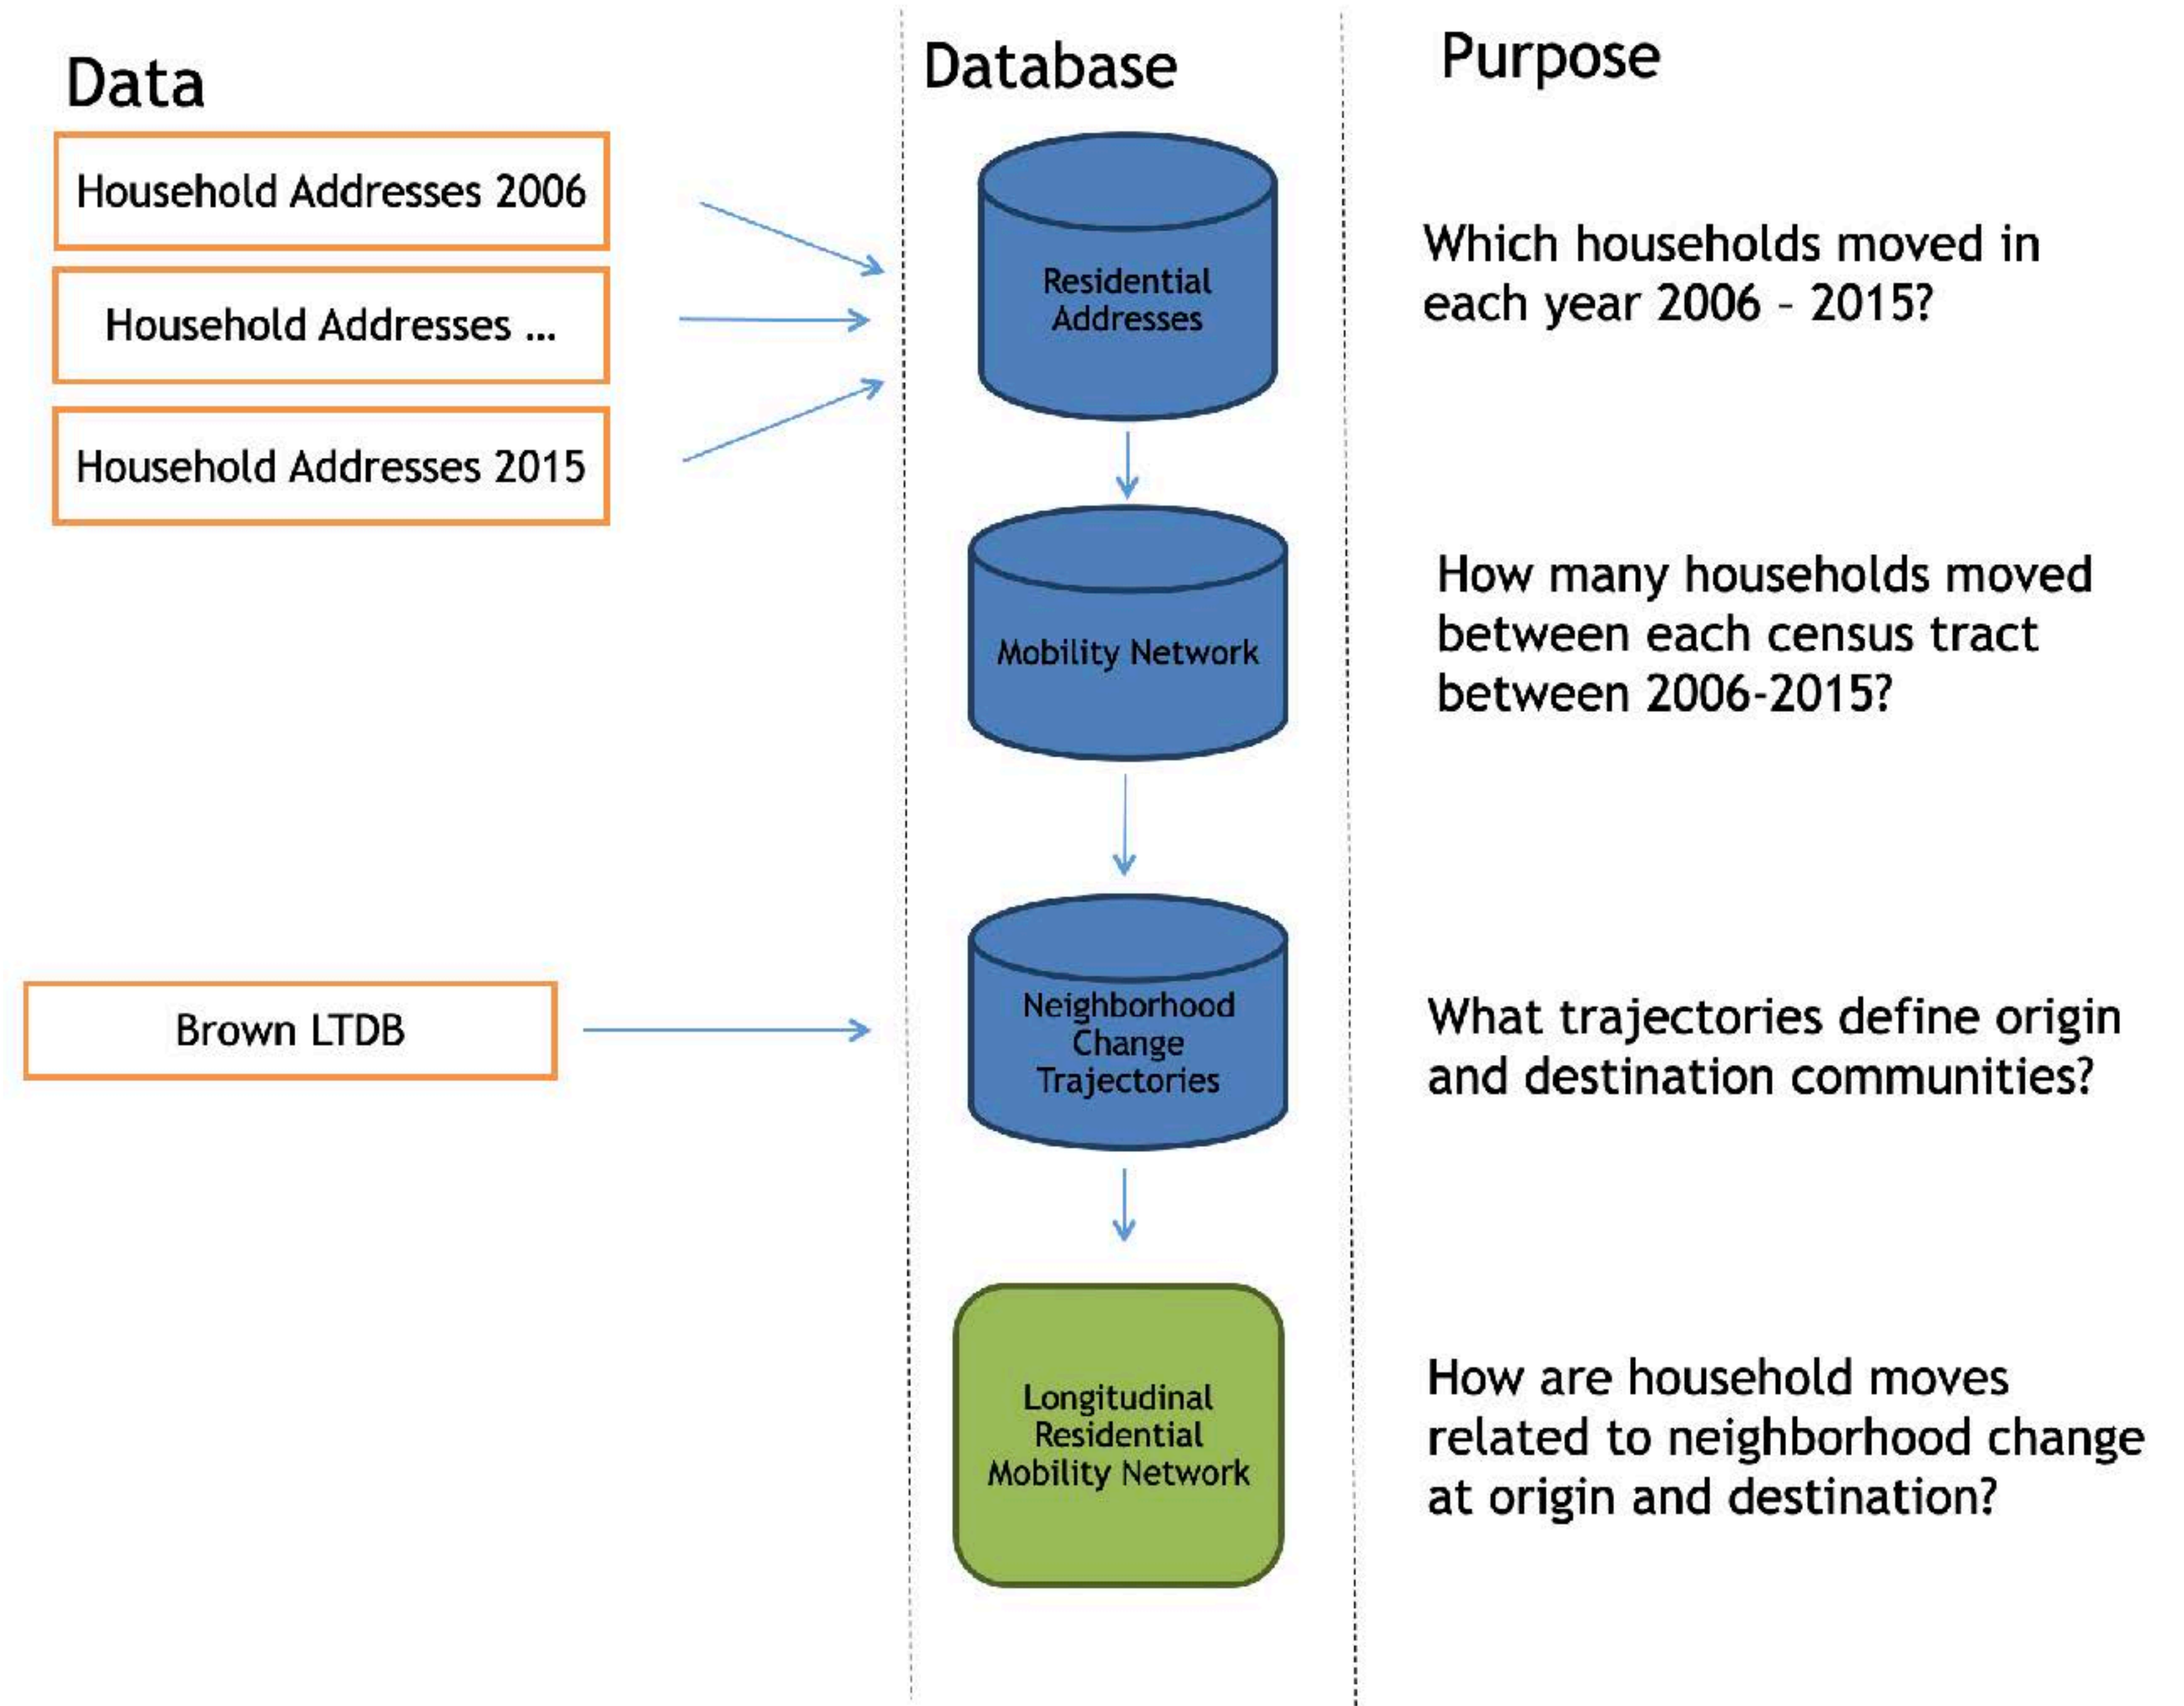 Data
Database
Purpose
Household Addresses 2006
Household Addresses ...
Household Addresses 2015
Residential
Addresses
Which households moved in
each year 2006 – 2015?
Mobility Network
How many households moved
between each census tract
between 2006-2015?
Brown LTDB
Neighborhood
Change
Trajectories
What trajectories define origin
and destination communities?
Longitudinal
Residential
Mobility Network
How are household moves
related to neighborhood change
at origin and destination?